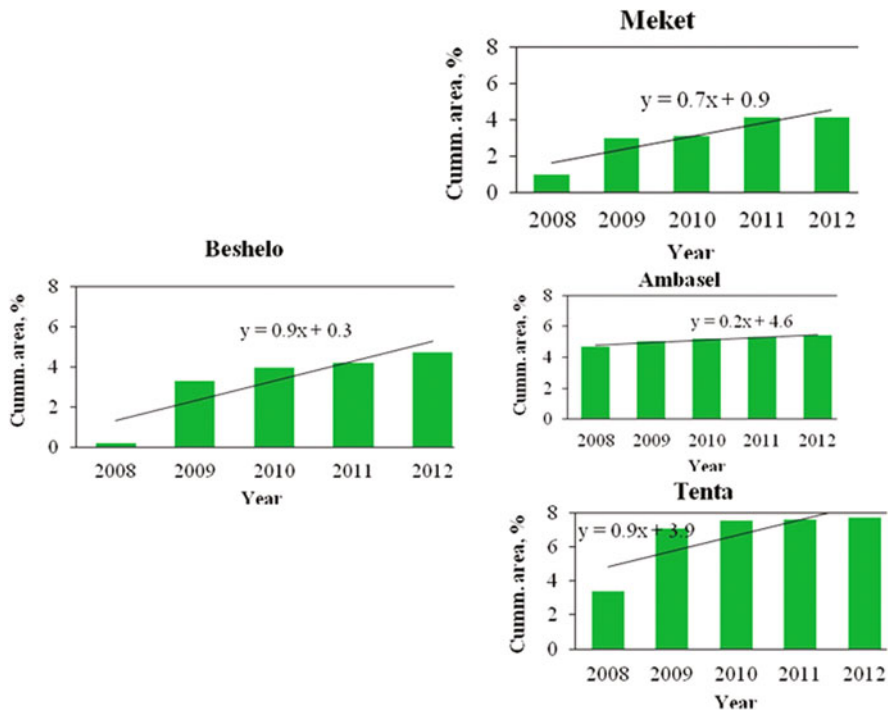 Meket
Cumm. area, %
8
6
4
2
0
y = 0.7x + 0.9
2008 2009 2010 2011 2012
Year
Beshelo
Cumm. area, %
8
6
4
2
0
y = 0.9x + 0.3
2008 2009 2010 2011 2012
Year
Ambasel
Cumm. area, %
8
6
4
2
0
y = 0.2x + 4.6
2008 2009 2010 2011 2012
Year
Tenta
Cumm. area, %
8
6
4
2
0
y = 0.9x + 3.9
2008 2009 2010 2011 2012
Year